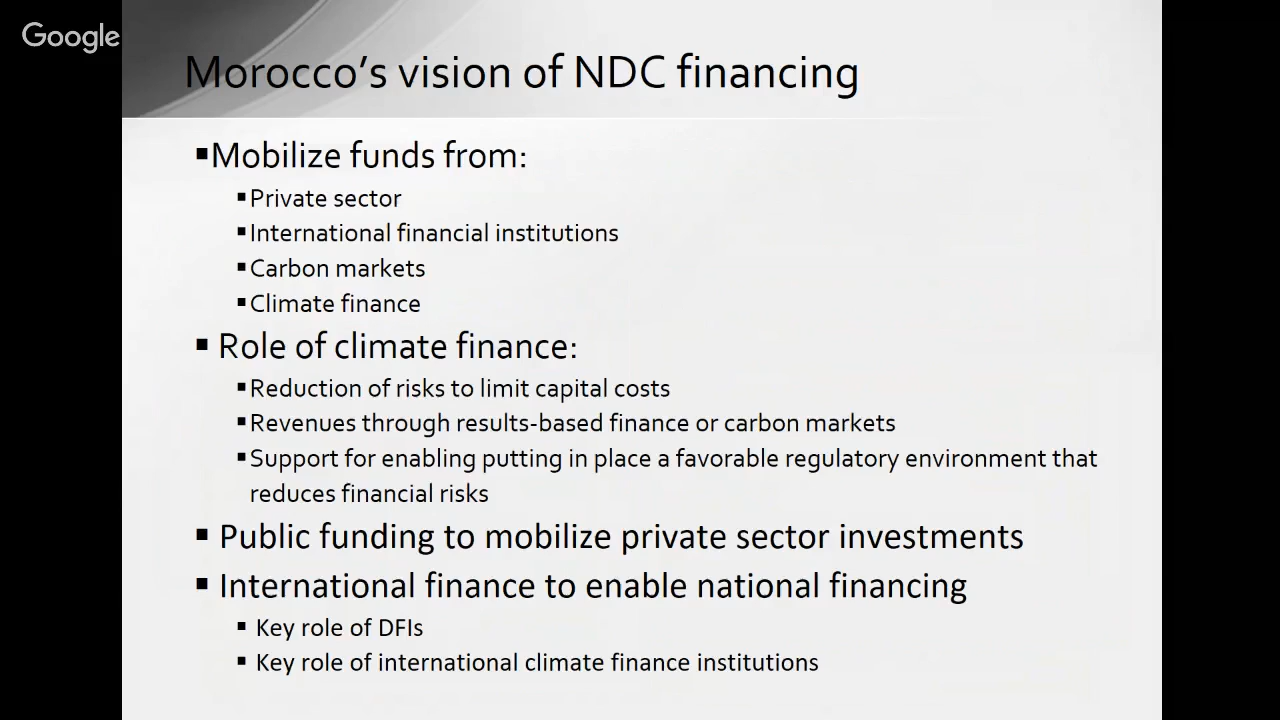 Google
Morocco’s vision of NDC financing
▪Mobilize funds from:
▪Private sector
▪International financial institutions
▪Carbon markets
▪Climate finance
▪ Role of climate finance:
▪Reduction of risks to limit capital costs
▪Revenues through results-based finance or carbon markets
▪Support for enabling putting in place a favorable regulatory environment that
reduces financial risks
▪ Public funding to mobilize private sector investments
▪ International finance to enable national financing
▪ Key role of DFIs
▪ Key role of international climate finance institutions